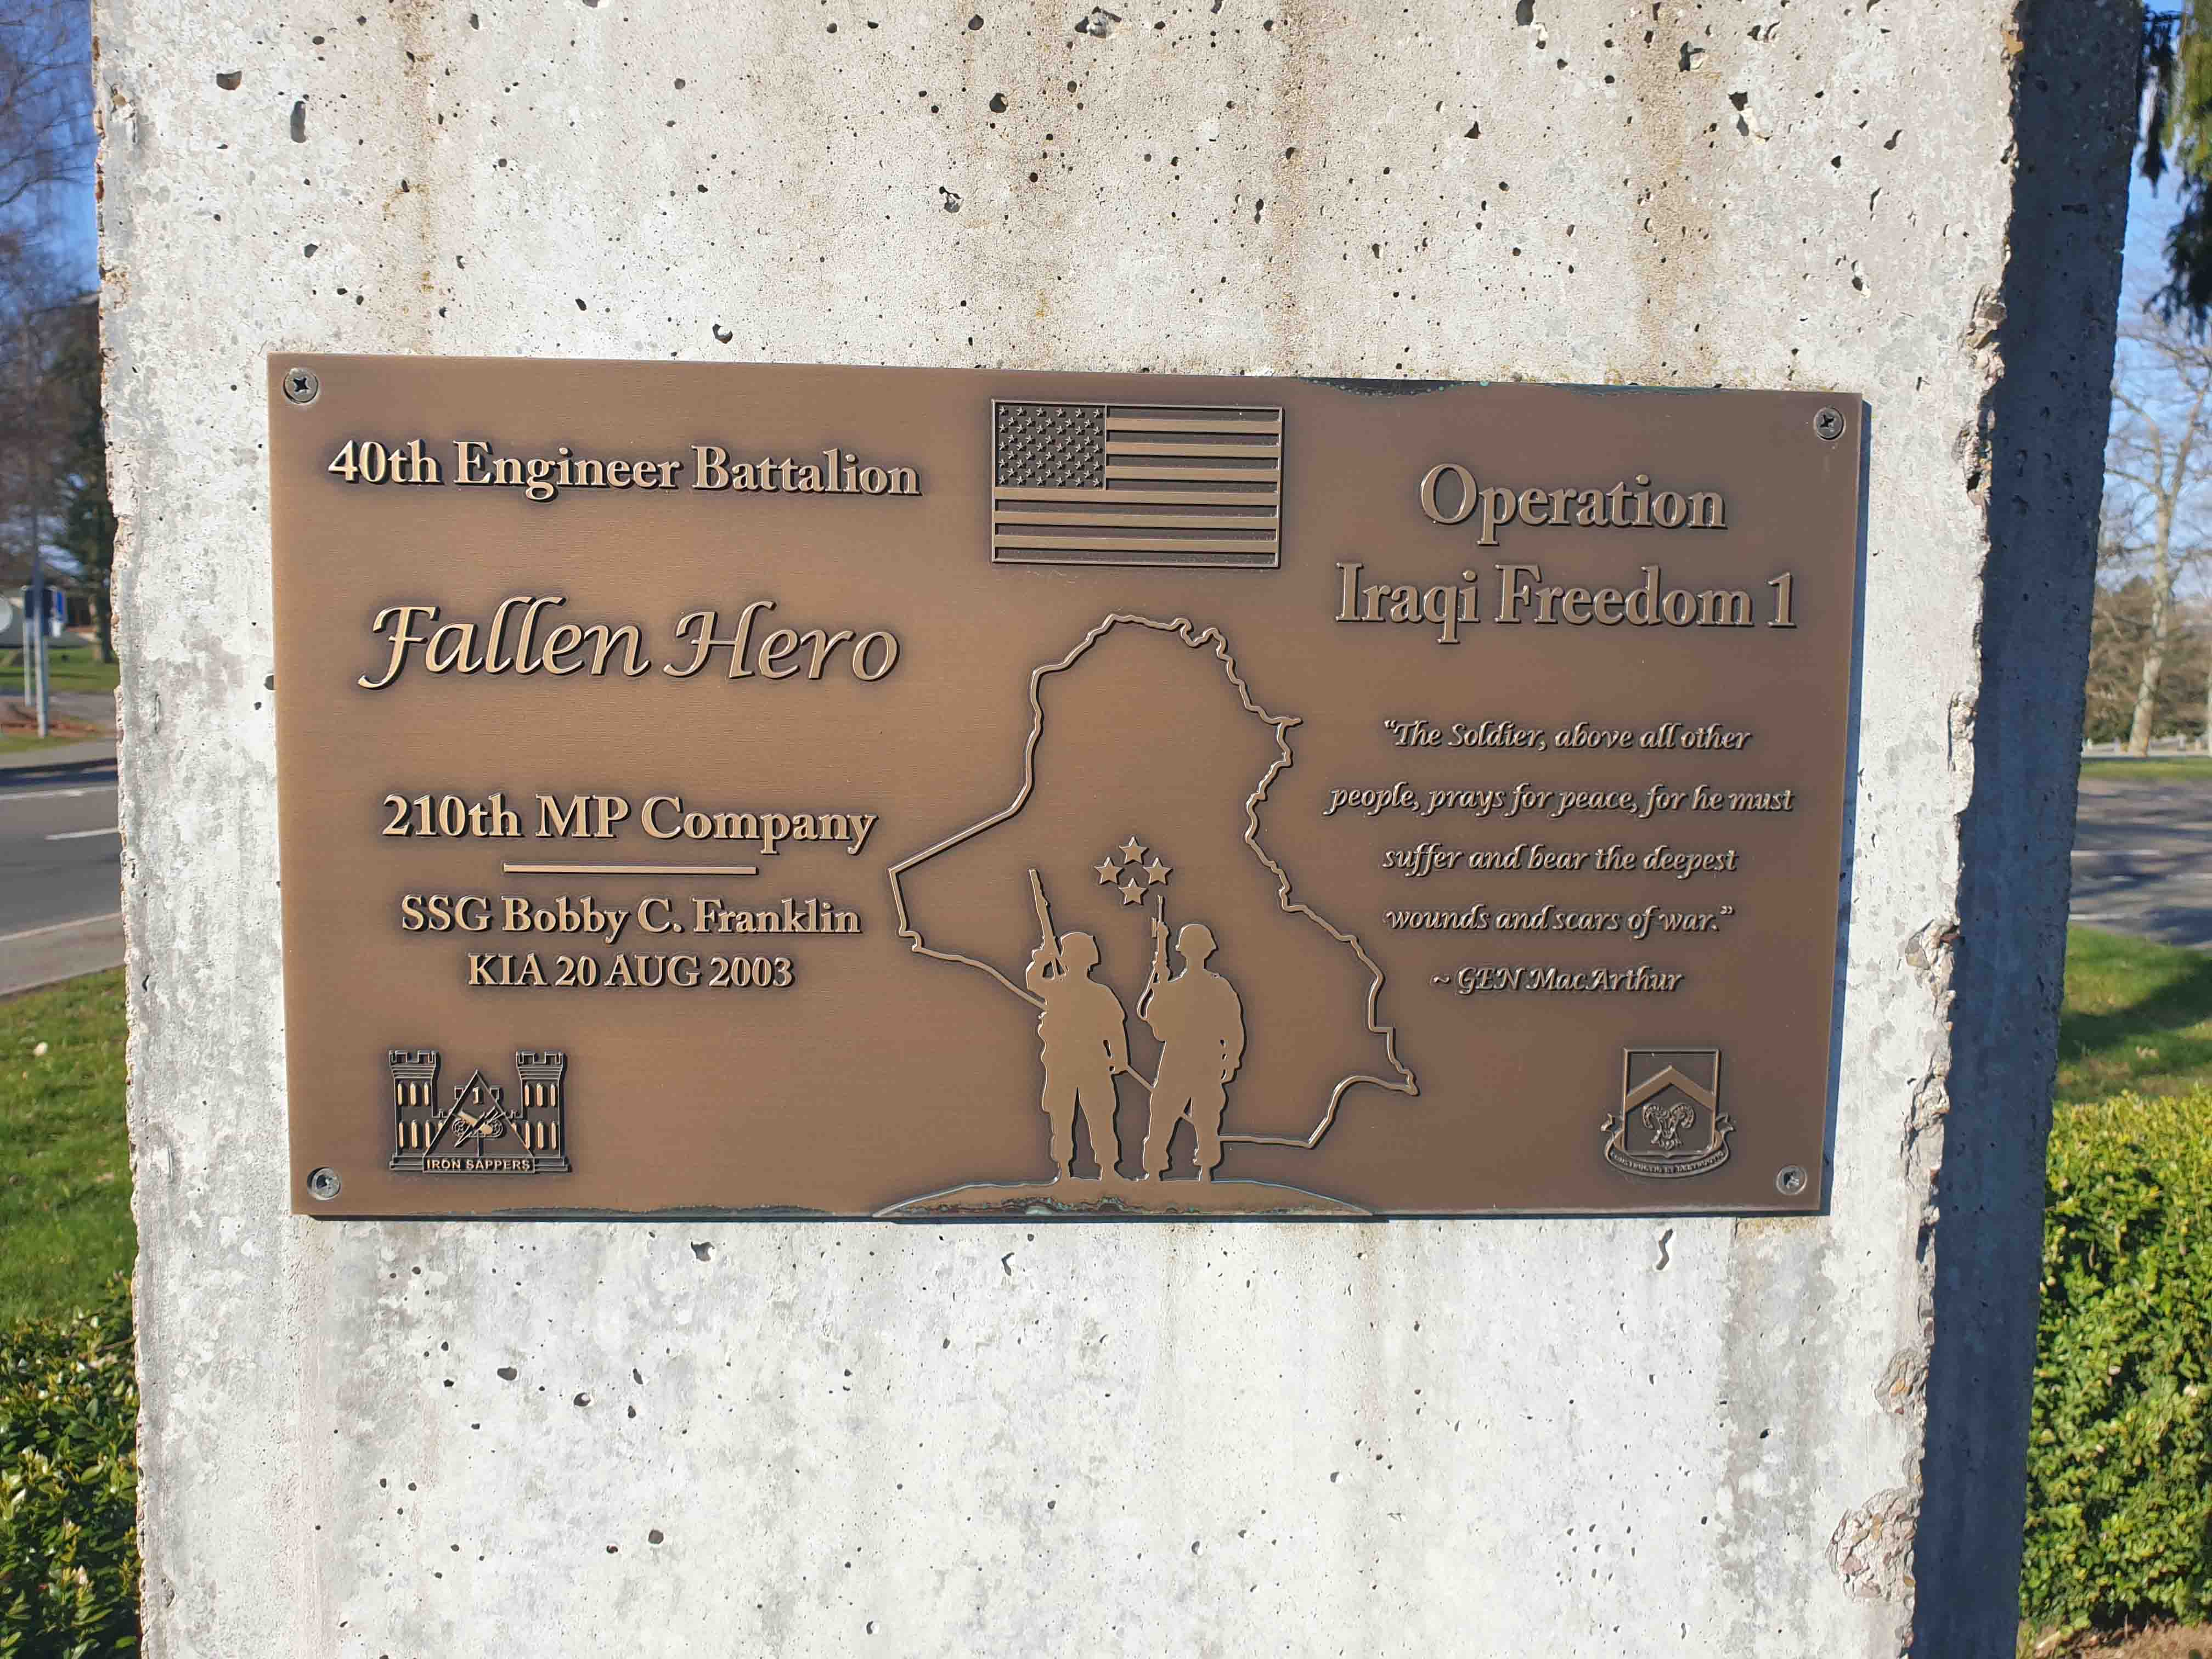 40th Engineer Battalion
Fallen Hero
210th MP Company
SSG Bobby C. Franklin
KIA 20 AUG 2003
1
IRON SAPPERS
Operation
Iraqi Freedom 1
“The Soldier, above all other
people, prays for peace, for he must
suffer and bear the deepest
wounds and scars of war.”
~ GEN MacArthur